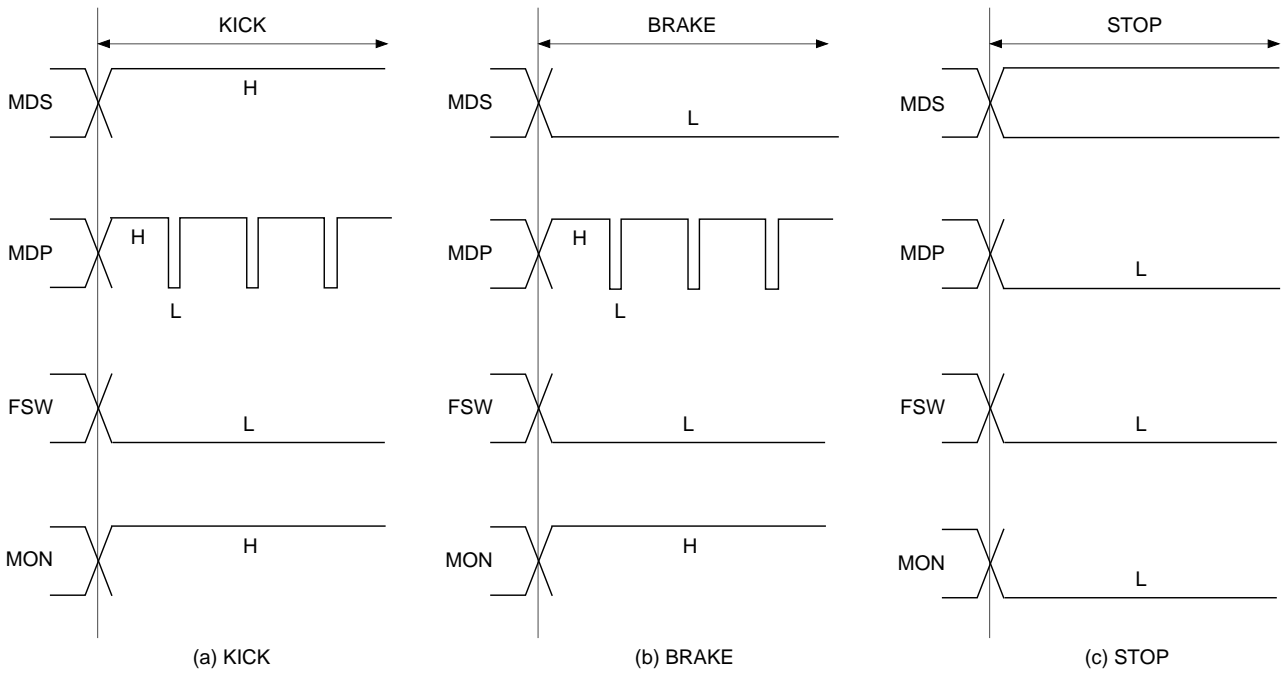 KICK
MDS
H
MDP
H
L
FSW
L
MON
H
(a) KICK
BRAKE
MDS
L
MDP
H
L
FSW
L
MON
H
(b) BRAKE
STOP
MDS
MDP
L
FSW
L
MON
L
(c) STOP